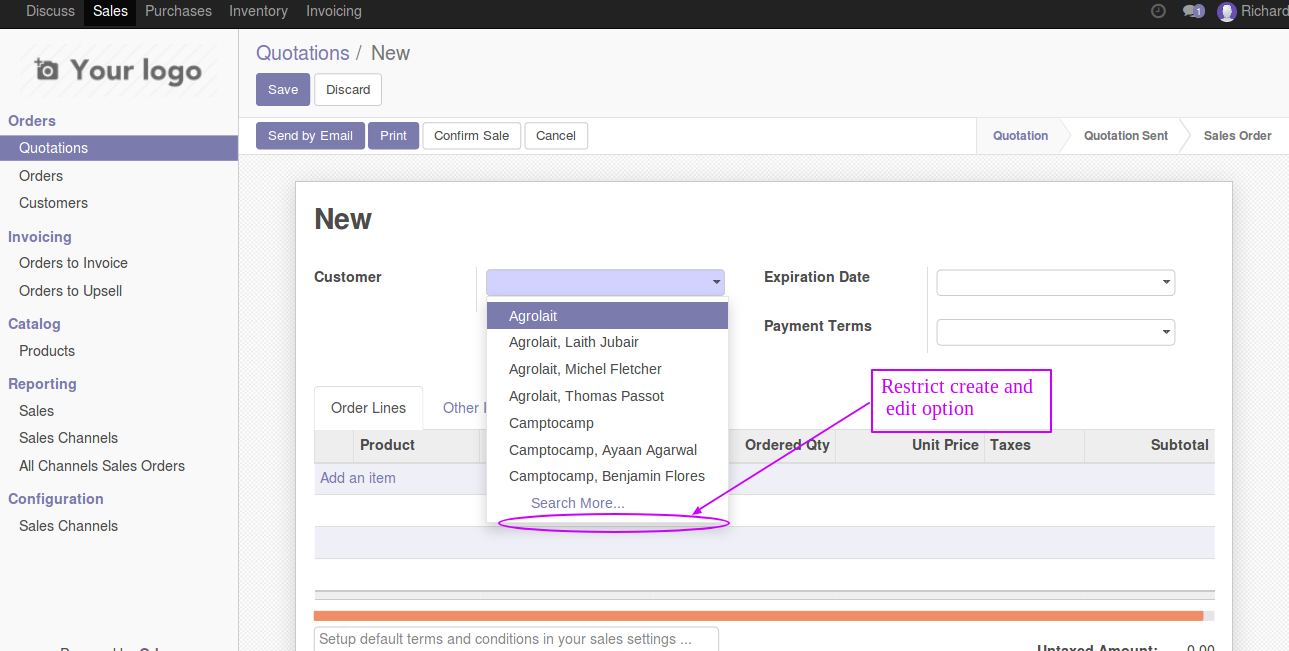 Discuss Sales Purchases Inventory Invoicing 1 Richard
Your logo
Quotations / New
Save Discard
Send by Email Print Confirm Sale Cancel Quotation Quotation Sent Sales Order
Orders
Quotations
Orders
Customers
Invoicing
Orders to Invoice
Orders to Upsell
Catalog
Products
Reporting
Sales
Sales Channels
All Channels Sales Orders
Configuration
Sales Channels
New
Customer
Expiration Date
Payment Terms
Agrolait
Agrolait, Laith Jubair
Agrolait, Michel Fletcher
Agrolait, Thomas Passot
Camptocamp
Camptocamp, Ayaan Agarwal
Camptocamp, Benjamin Flores
Search More...
Restrict create and
edit option
Order Lines Other
Product Ordered Qty Unit Price Taxes Subtotal
Add an item
Setup default terms and conditions in your sales settings ...
Untaxed Amount: 0.00